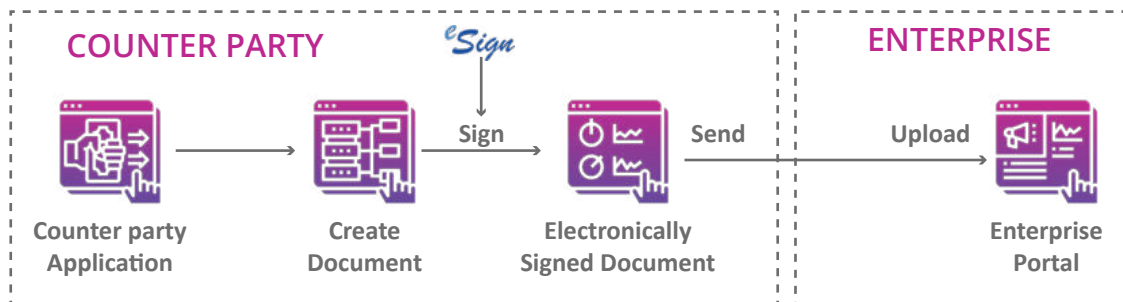 COUNTER PARTY
eSign
ENTERPRISE
Sign
Send
Upload
Counter party
Application
Create
Document
Electronically
Signed Document
Enterprise
Portal